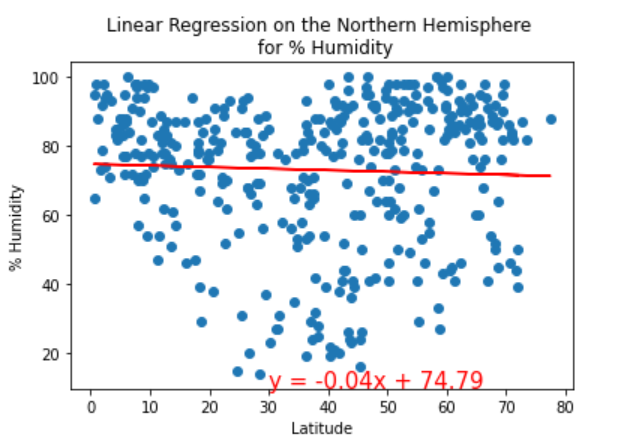 Linear Regression on the Northern Hemisphere
for % Humidity
100
80
60
40
20
% Humidity
y = -0.04x + 74.79
0 10 20 30 40 50 60 70 80
Latitude